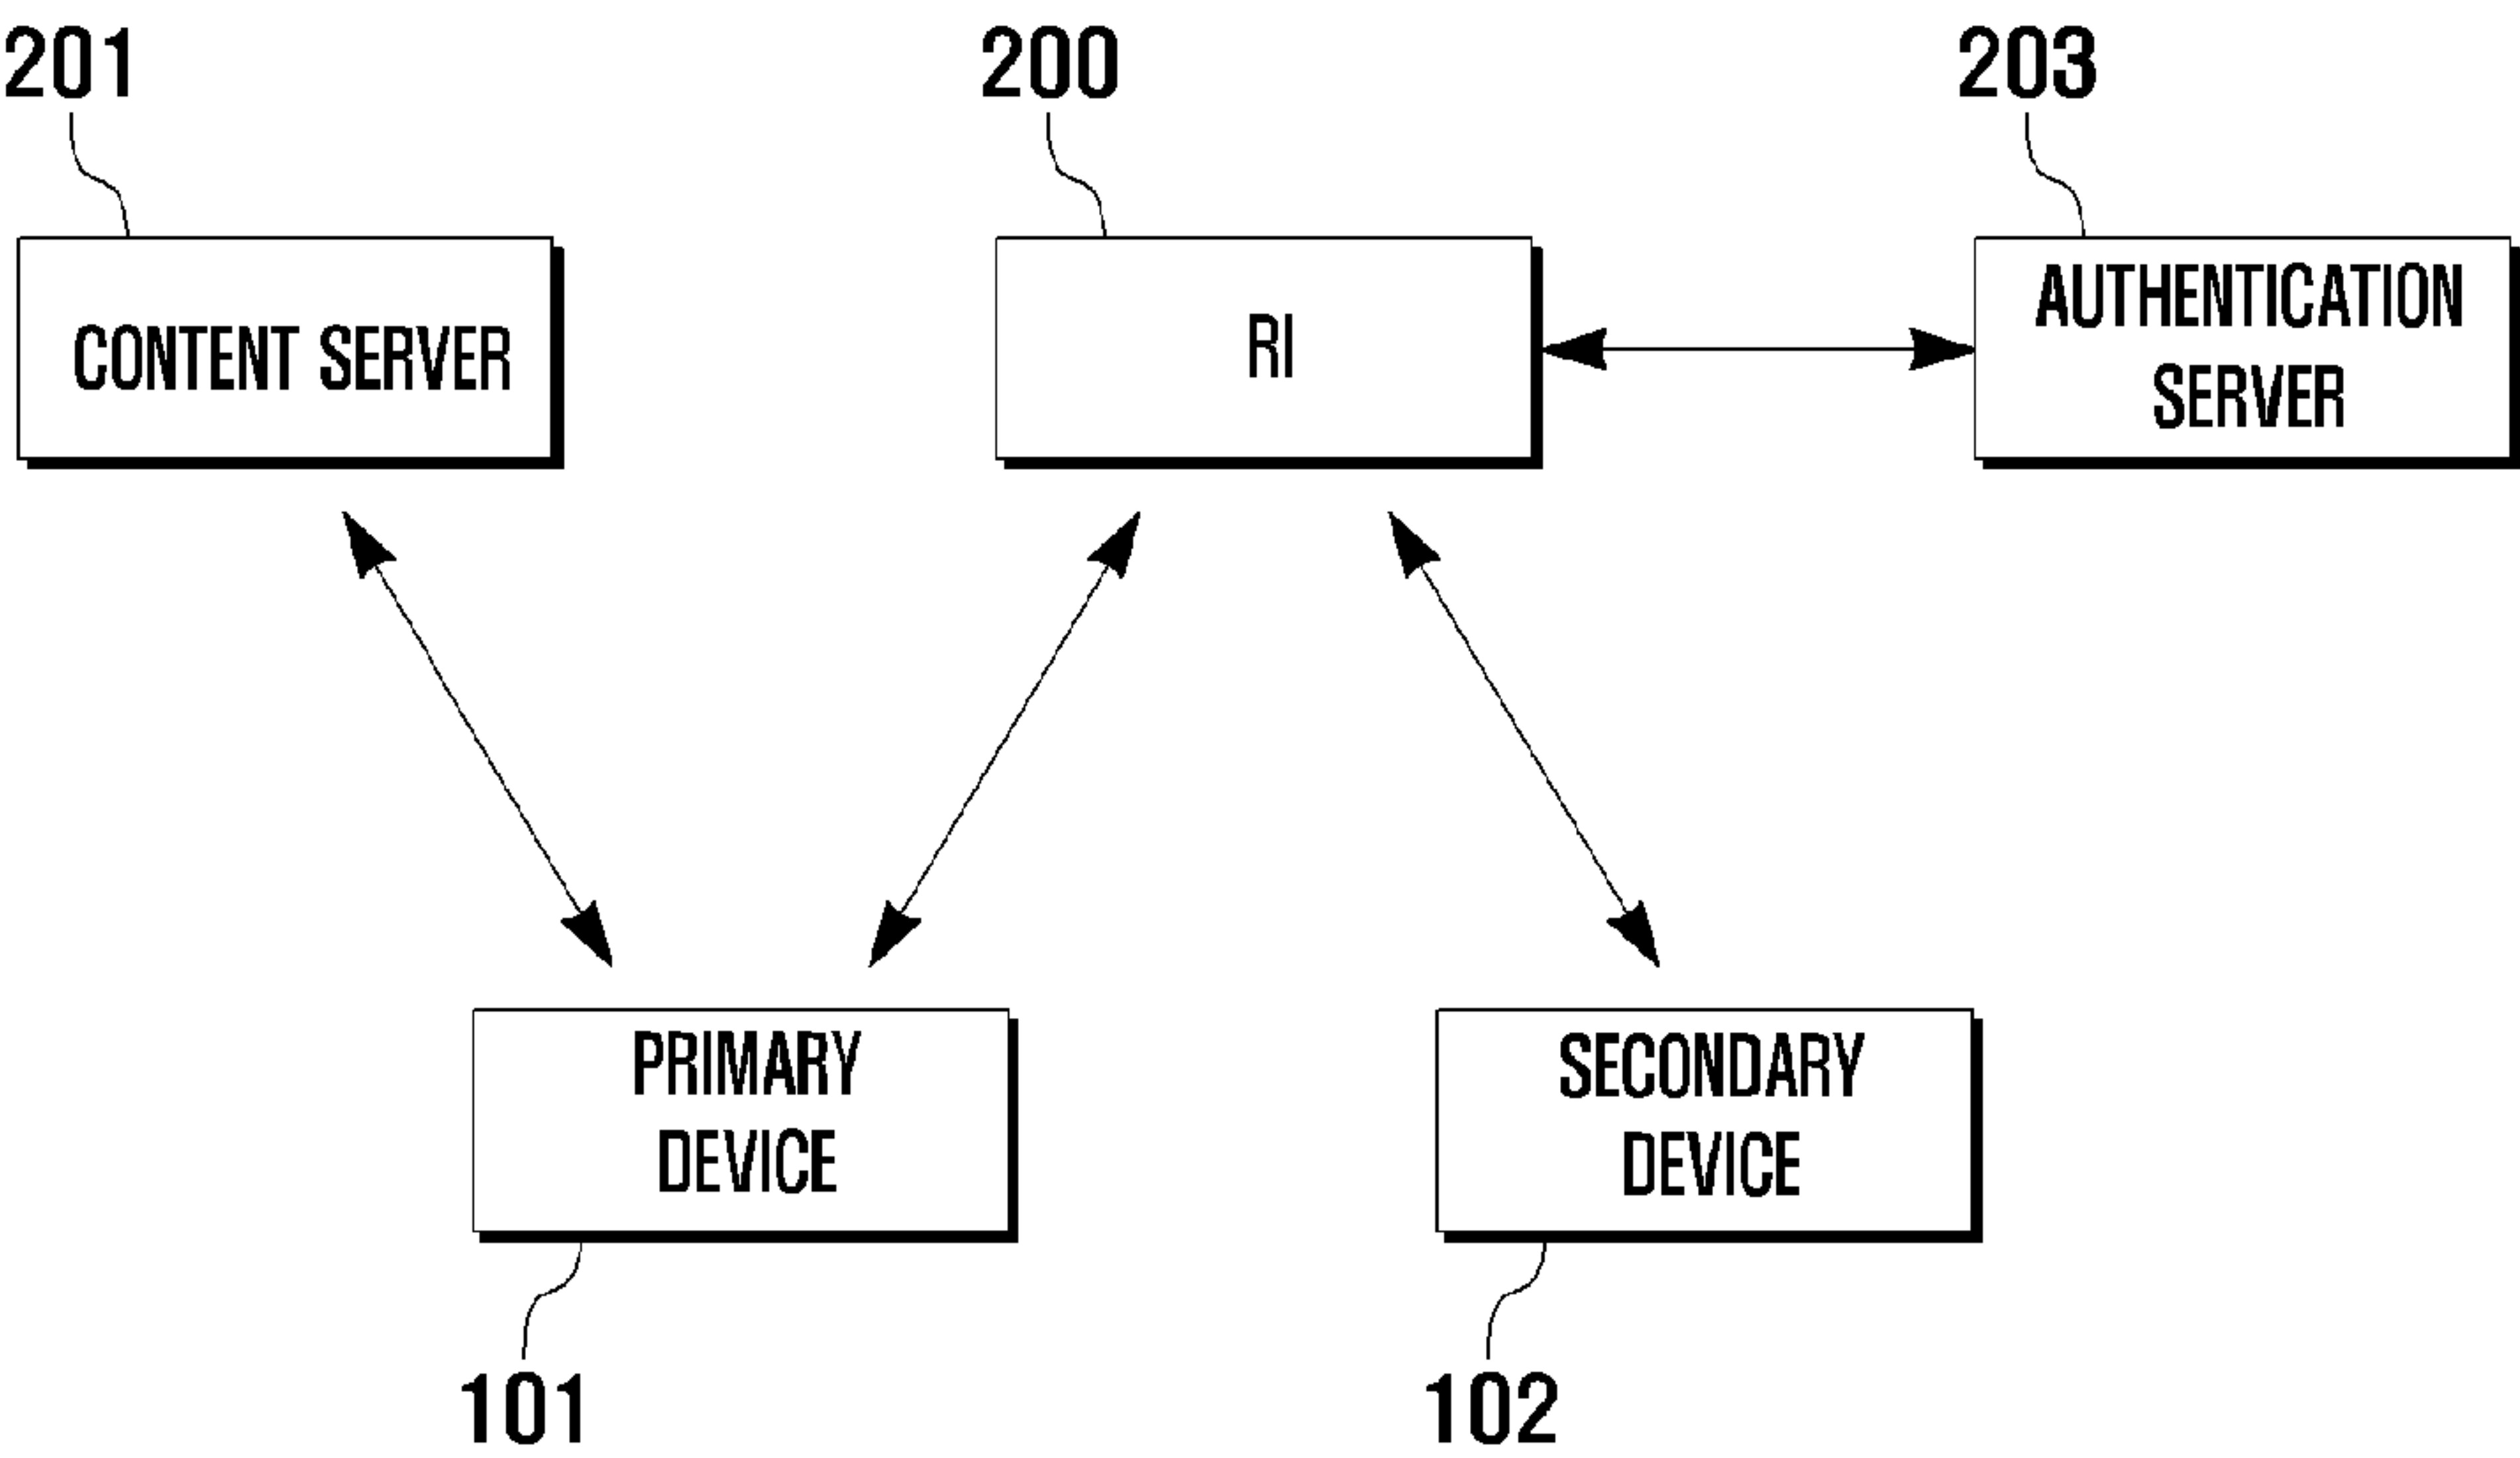 201
200
203
CONTENT SERVER
RI
AUTHENTICATION
SERVER
PRIMARY
DEVICE
SECONDARY
DEVICE
101
102